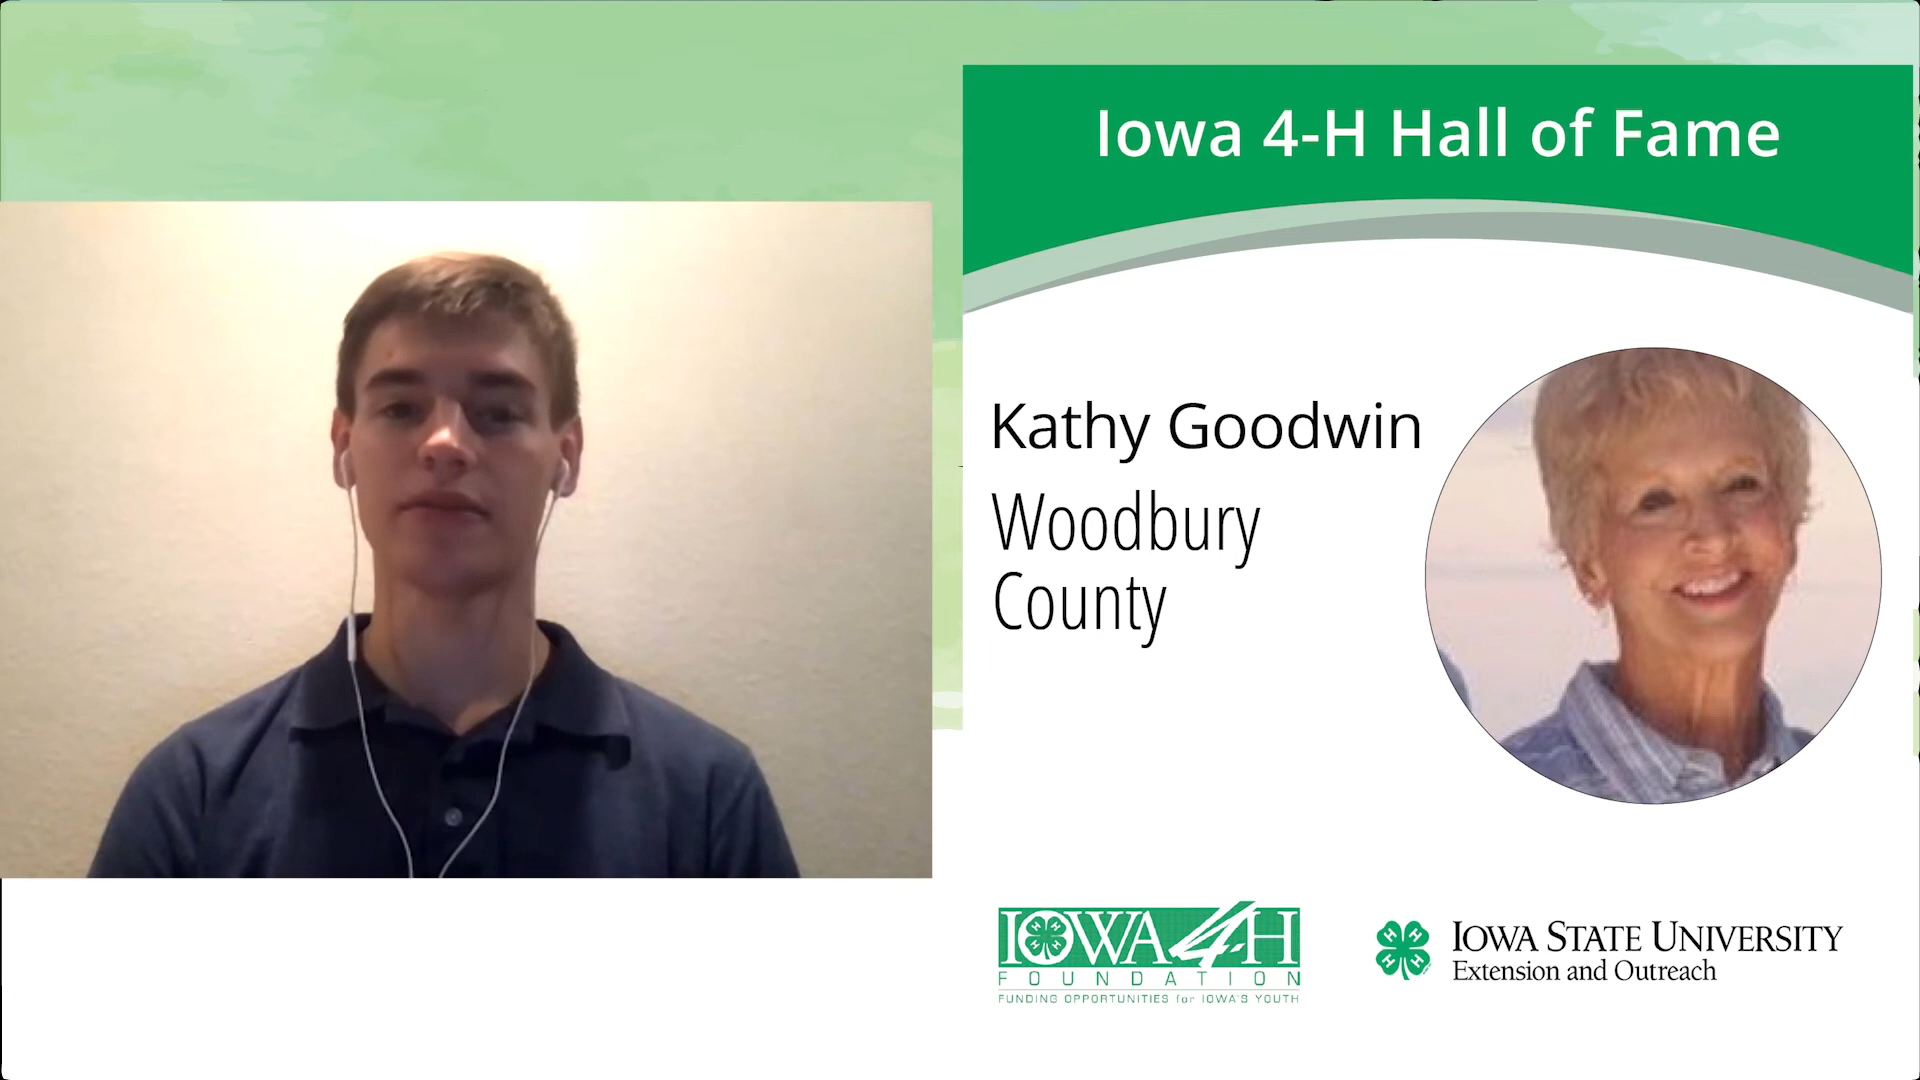 Iowa 4-H Hall of Fame
Kathy Goodwin
Woodbury
County
IOWA 4-H
FOUNDATION
FUNDING OPPORTUNITIES for IOWA'S YOUTH
H H H H
IOWA STATE UNIVERSITY
Extension and Outreach